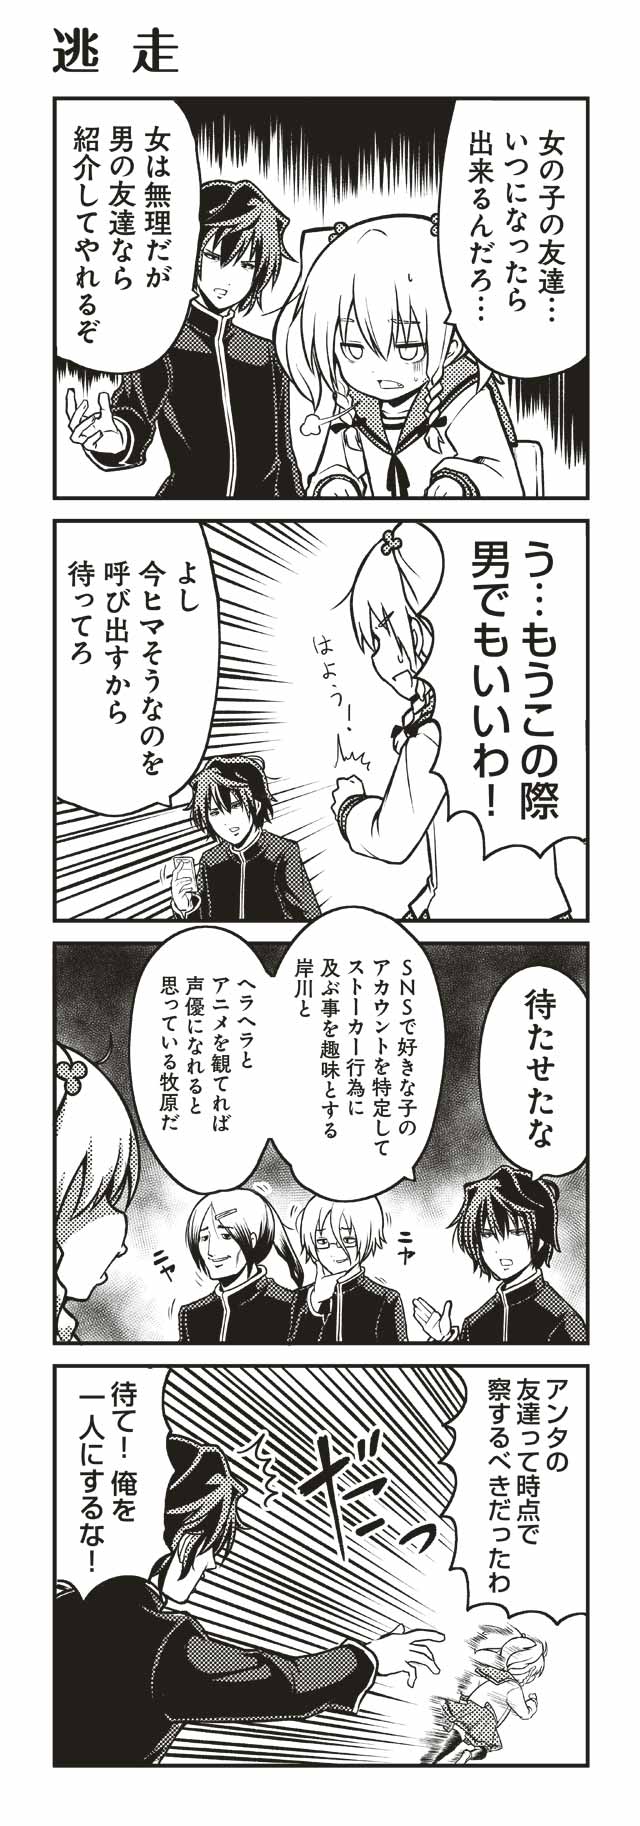 逃走
女の子の友達…
いつになったら
出来るんだろ…
女は無理だが
男の友達なら
紹介してやれるぞ
う…もうこの際
男でもいいわ!
はよう!
よし
今ヒマそうなのを
呼び出すから
待ってろ
待たせたな
SNSで好きな子の
アカウントを特定して
ストーカー行為に
及ぶ事を趣味とする
岸川と
ヘラヘラと
アニメを観てれば
声優になれると
思っている牧原だ
ニヤ
ニヤ
アンタの
友達って時点で
察するべきだったわ
ダッ
待て!俺を
一人にするな!